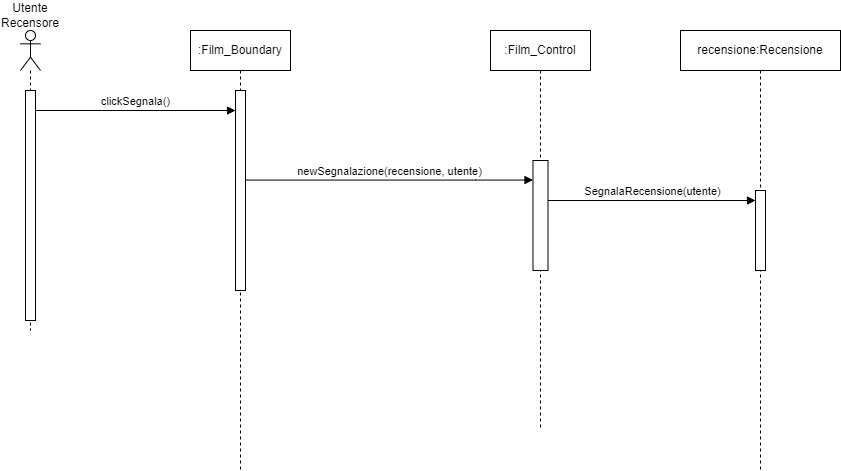 Utente
Recensore
:Film_Boundary
:Film_Control
recensione:Recensione
clickSegnala()
newSegnalazione(recensione, utente)
SegnalaRecensione(utente)